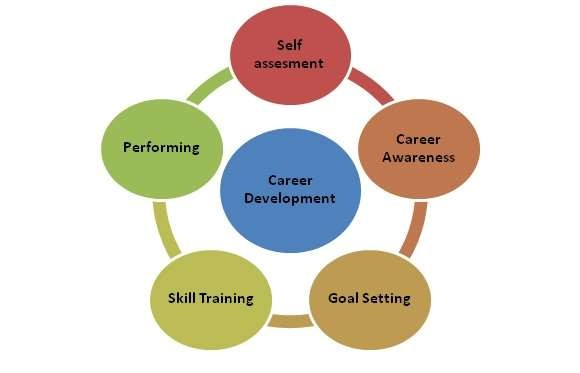 Self
assesment
Career
Awareness
Goal Setting
Skill Training
Performing
Career
Development